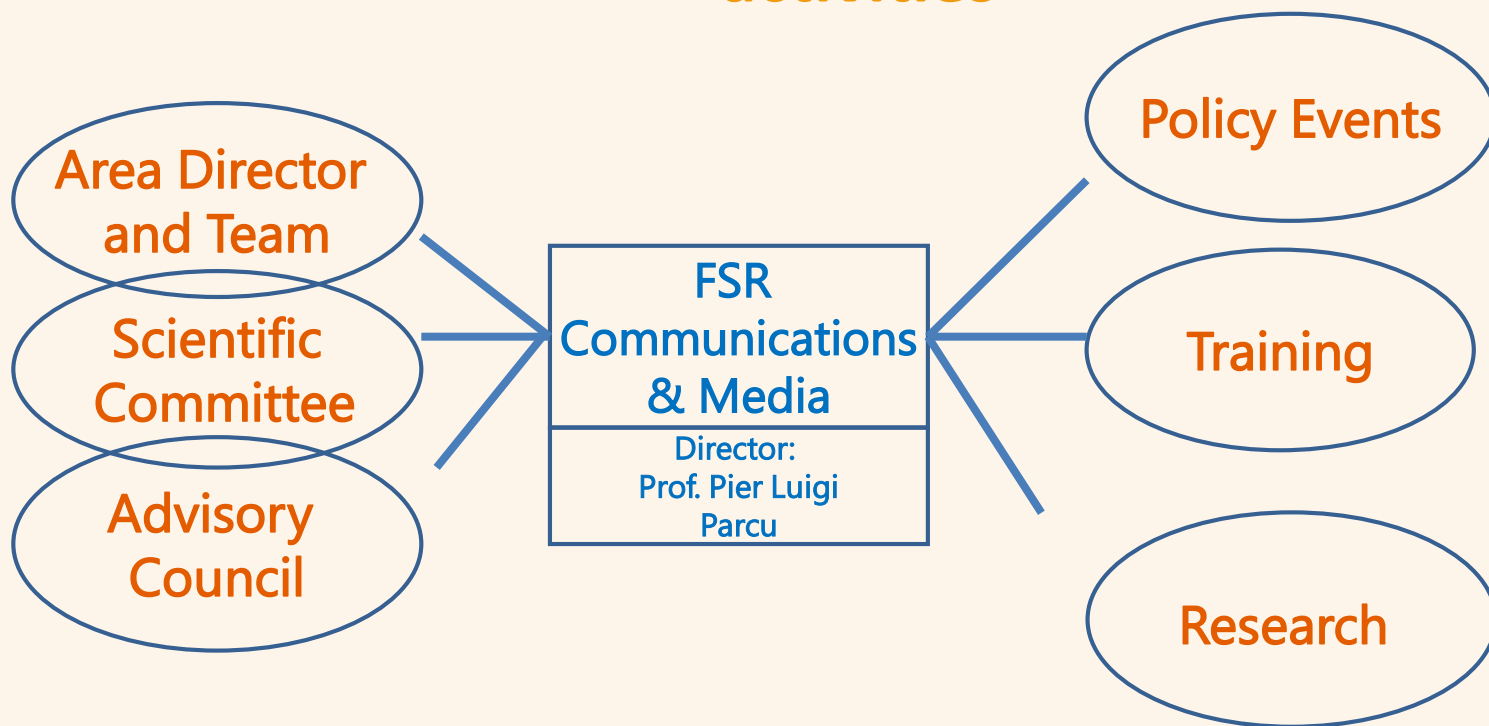 Area Director
and Team
Scientific
Committee
Advisory
Council
FSR
Communications
& Media
Director:
Prof. Pier Luigi
Parcu
Policy Events
Training
Research